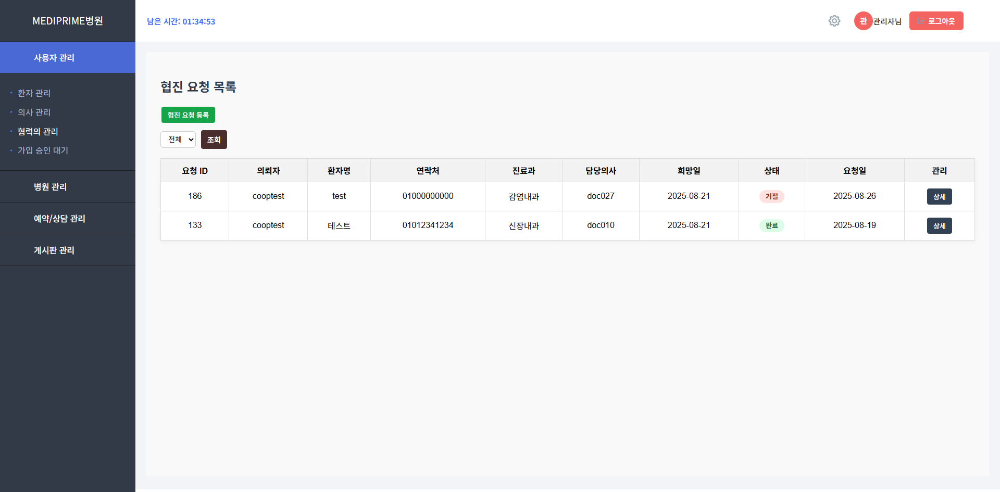 MEDIPRIME병원
남은 시간: 01:34:53
관 관리자님 로그아웃
사용자 관리
환자 관리
의사 관리
협력의 관리
가입 승인 대기
병원 관리
예약/상담 관리
게시판 관리
협진 요청 목록
협진 요청 등록
전체 조회
요청 ID 의뢰자 환자명 연락처 진료과 담당의사 희망일 상태 요청일 관리
186 cooptest test 01000000000 감염내과 doc027 2025-08-21 거절 2025-08-26 상세
133 cooptest 테스트 01012341234 신장내과 doc010 2025-08-21 완료 2025-08-19 상세